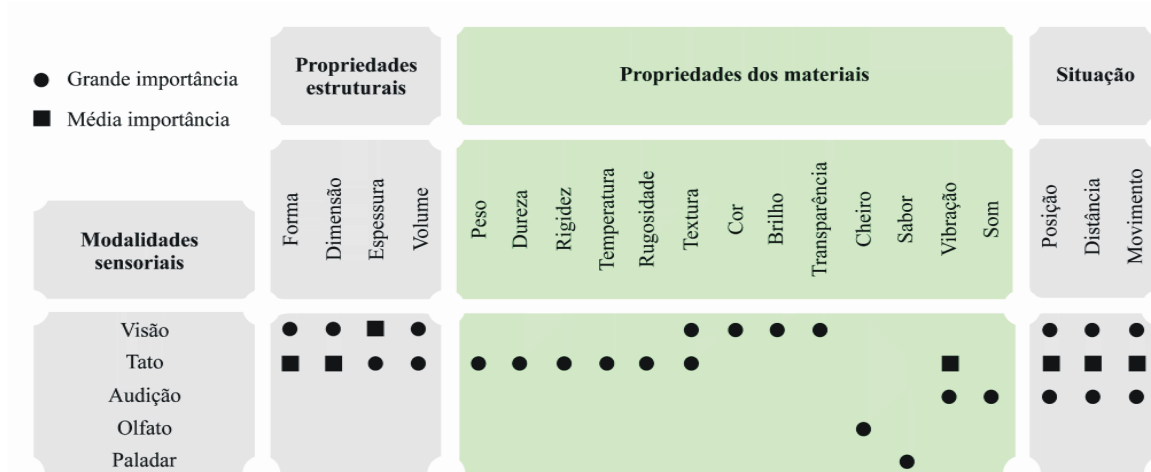 Propriedades
estruturais
Propriedades dos materiais
Situação
Grande importância
Média importância
Modalidades
sensoriais
Forma
Dimensão
Espessura
Volume
Peso
Dureza
Rigidez
Temperatura
Rugosidade
Textura
Cor
Brilho
Transparência
Cheiro
Sabor
Vibração
Som
Posição
Distância
Movimento
Visão
Tato
Audição
Olfato
Paladar